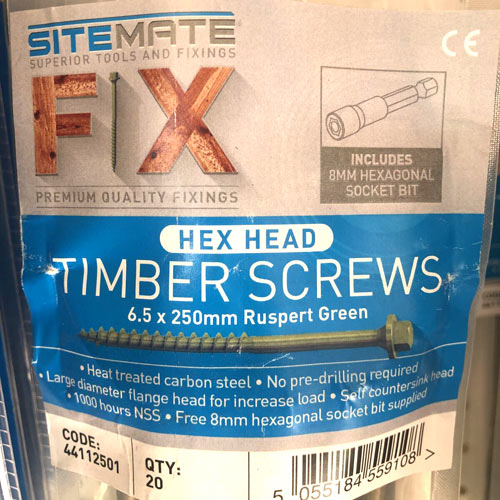 SITEMATE
SUPERIOR TOOLS AND FIXINGS
CE
FIX
PREMIUM QUALITY FIXINGS
INCLUDES
8MM HEXAGONAL
SOCKET BIT
HEX HEAD
TIMBER SCREWS
6.5 x 250mm Ruspert Green
• Heat treated carbon steel • No pre-drilling required
• Large diameter flange head for increase load • Self countersink head
• 1000 hours NSS • Free 8mm hexagonal socket bit supplied
CODE:
44112501
QTY:
20
5 055184 559108 >